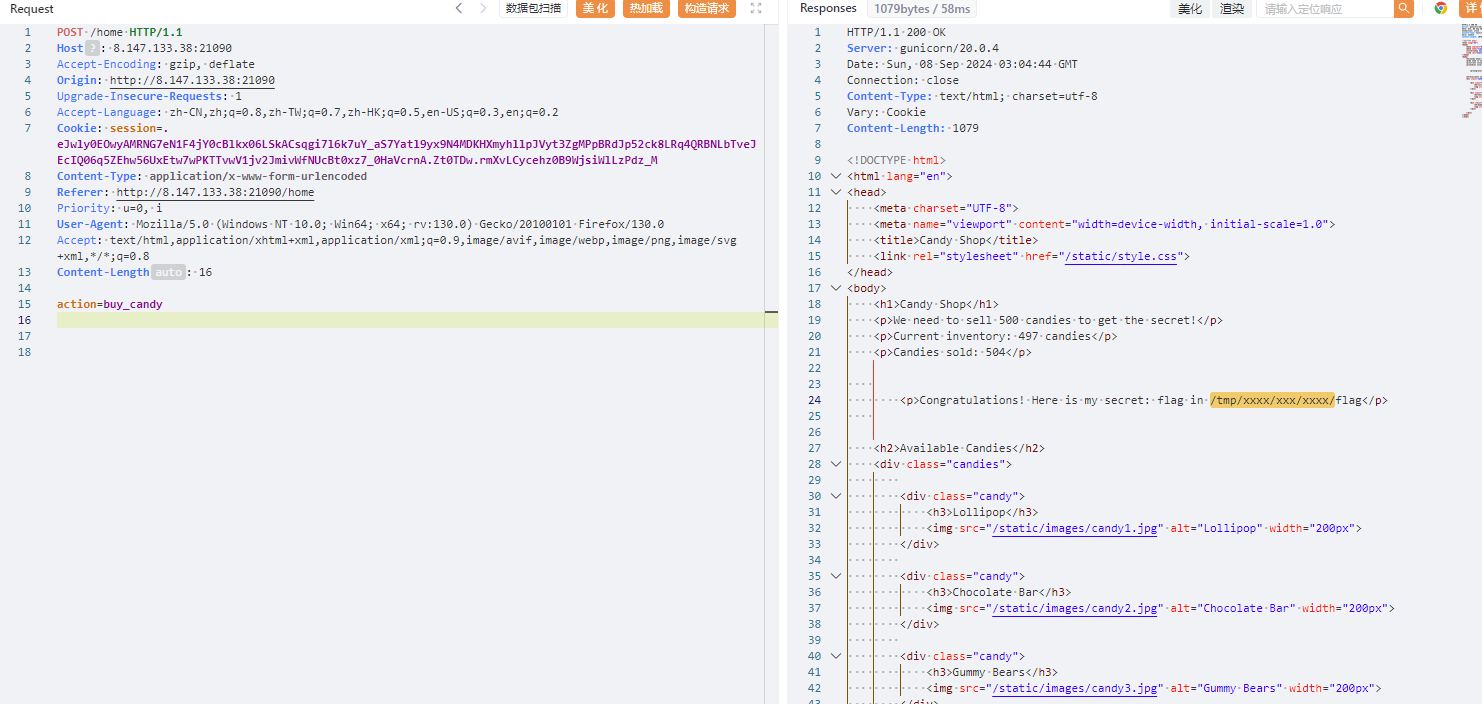 Request
数据包扫描 美化 热加载 构造请求
1 POST /home HTTP/1.1
2 Host ? : 8.147.133.38:21090
3 Accept-Encoding: gzip, deflate
4 Origin: http://8.147.133.38:21090
5 Upgrade-Insecure-Requests: 1
6 Accept-Language: zh-CN,zh;q=0.8,zh-TW;q=0.7,zh-HK;q=0.5,en-US;q=0.3,en;q=0.2
7 Cookie: session=.
8 Content-Type: application/x-www-form-urlencoded
9 Referer: http://8.147.133.38:21090/home
10 Priority: u=0, i
11 User-Agent: Mozilla/5.0 (Windows NT 10.0; Win64; x64; rv:130.0) Gecko/20100101 Firefox/130.0
12 Accept: text/html,application/xhtml+xml,application/xml;q=0.9,image/avif,image/webp,image/png,image/svg
+xml,*/*;q=0.8
13 Content-Length auto : 16
14
15 action=buy_candy
16
17
18
Responses 1079bytes / 58ms 美化 渲染 请输入定位响应 详
1 HTTP/1.1 200 OK
2 Server: gunicorn/20.0.4
3 Date: Sun, 08 Sep 2024 03:04:44 GMT
4 Connection: close
5 Content-Type: text/html; charset=utf-8
6 Vary: Cookie
7 Content-Length: 1079
8
9 <!DOCTYPE html>
10 <html lang="en">
11 <head>
12 <meta charset="UTF-8">
13 <meta name="viewport" content="width=device-width, initial-scale=1.0">
14 <title>Candy Shop</title>
15 <link rel="stylesheet" href="/static/style.css">
16 </head>
17 <body>
18 <h1>Candy Shop</h1>
19 <p>We need to sell 500 candies to get the secret!</p>
20 <p>Current inventory: 497 candies</p>
21 <p>Candies sold: 504</p>
22
23
24 <p>Congratulations! Here is my secret: flag in /tmp/xxxx/xxx/xxxx/flag</p>
25
26
27 <h2>Available Candies</h2>
28 <div class="candies">
29
30 <div class="candy">
31 <h3>Lollipop</h3>
32 <img src="/static/images/candy1.jpg" alt="Lollipop" width="200px">
33 </div>
34
35 <div class="candy">
36 <h3>Chocolate Bar</h3>
37 <img src="/static/images/candy2.jpg" alt="Chocolate Bar" width="200px">
38 </div>
39
40 <div class="candy">
41 <h3>Gummy Bears</h3>
42 <img src="/static/images/candy3.jpg" alt="Gummy Bears" width="200px">
43 </div>